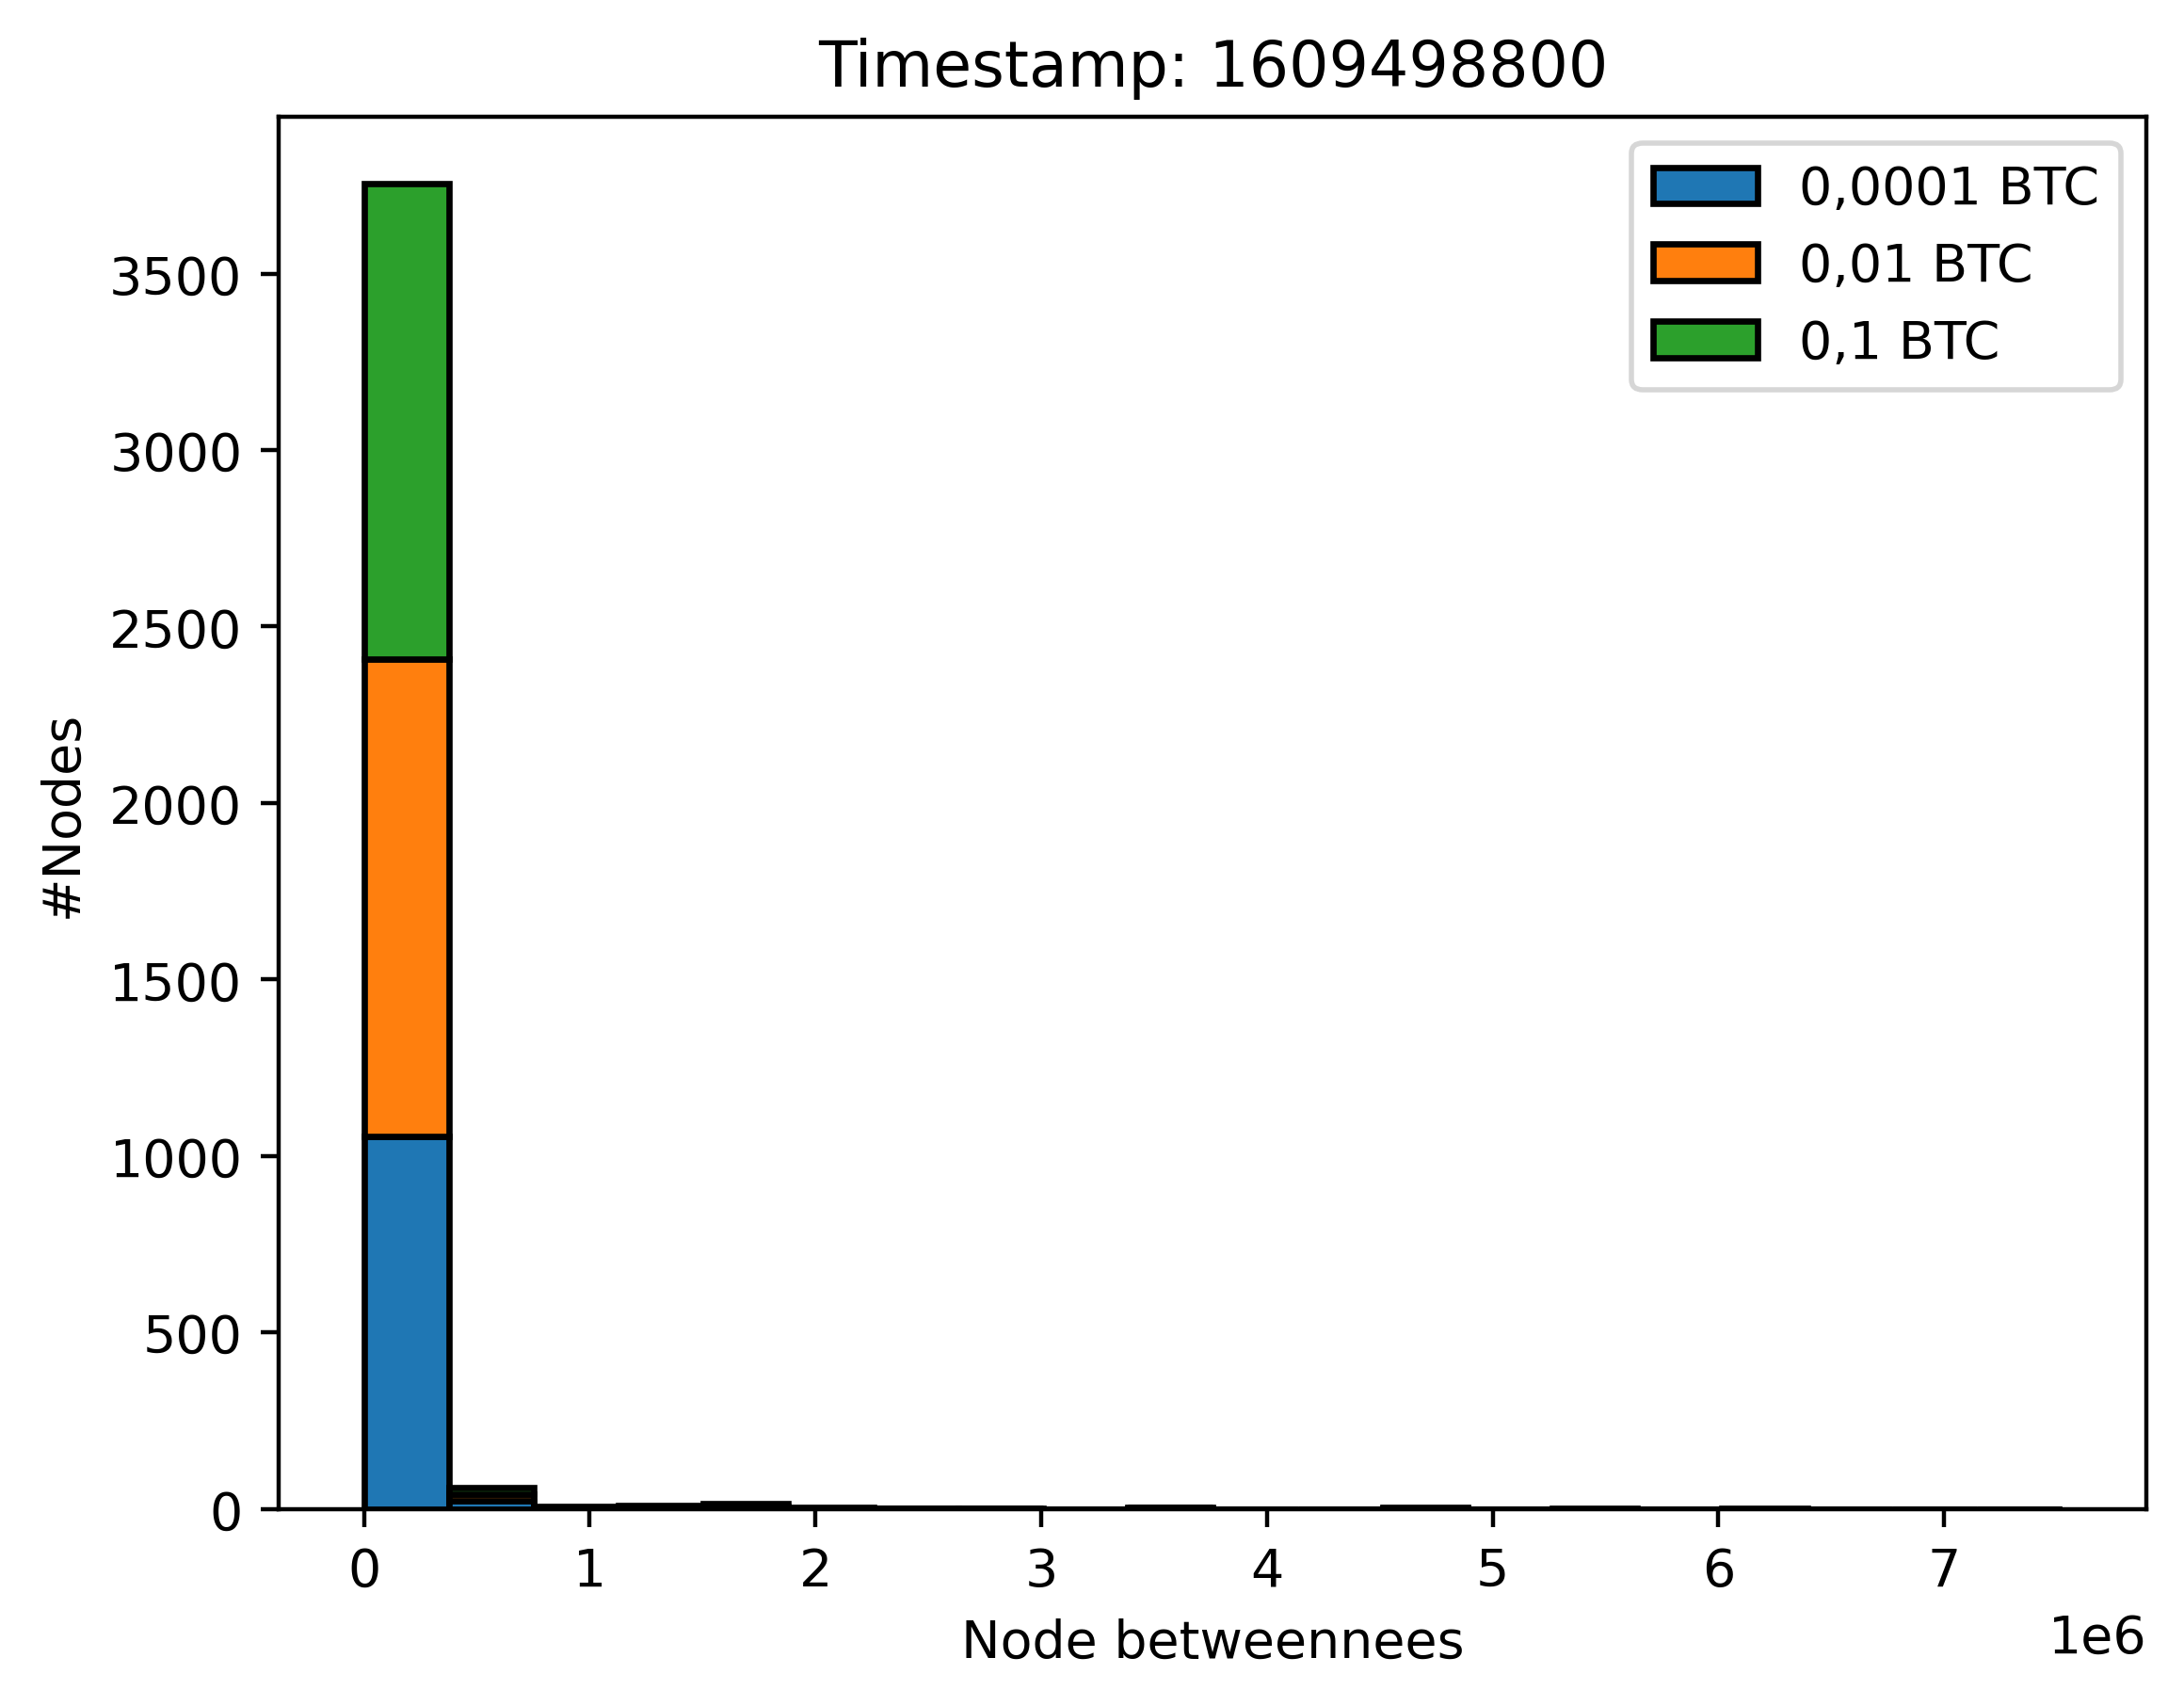 Timestamp: 1609498800
0,0001 BTC
0,01 BTC
0,1 BTC
3500
3000
2500
2000
1500
1000
500
0
#Nodes
0 1 2 3 4 5 6 7
1e6
Node betweennees